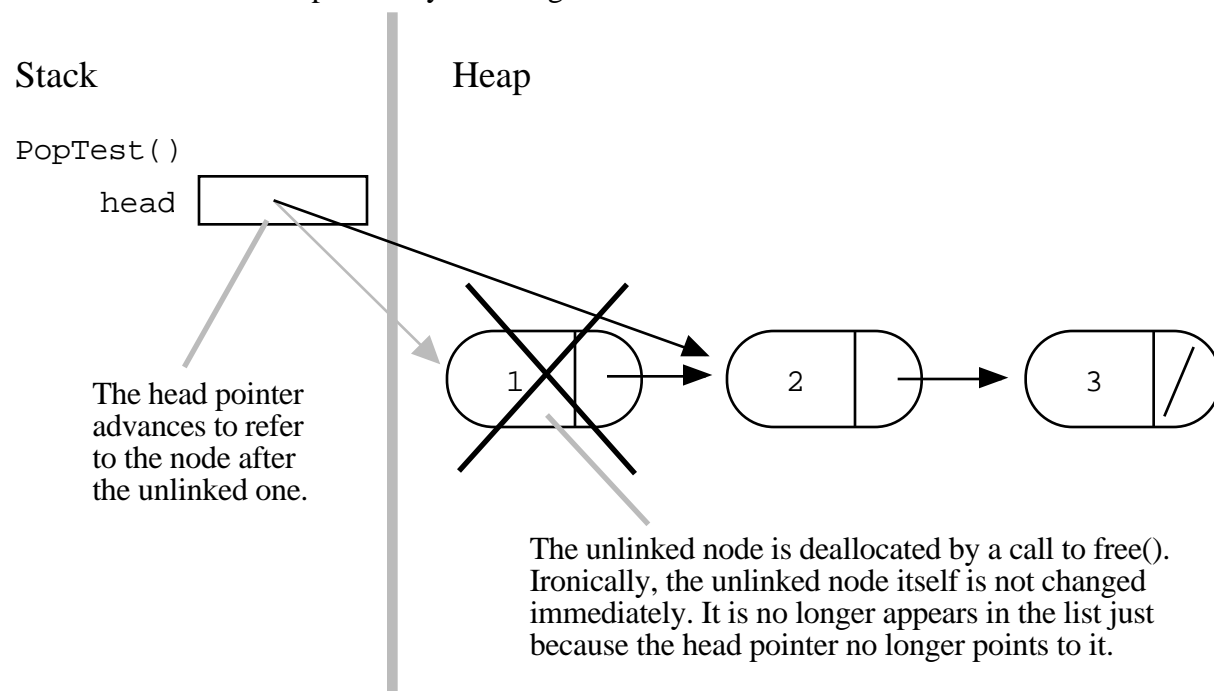 Stack
Heap
PopTest()
head
1
2
3
The head pointer
advances to refer
to the node after
the unlinked one.
The unlinked node is deallocated by a call to free().
Ironically, the unlinked node itself is not changed
immediately. It is no longer appears in the list just
because the head pointer no longer points to it.